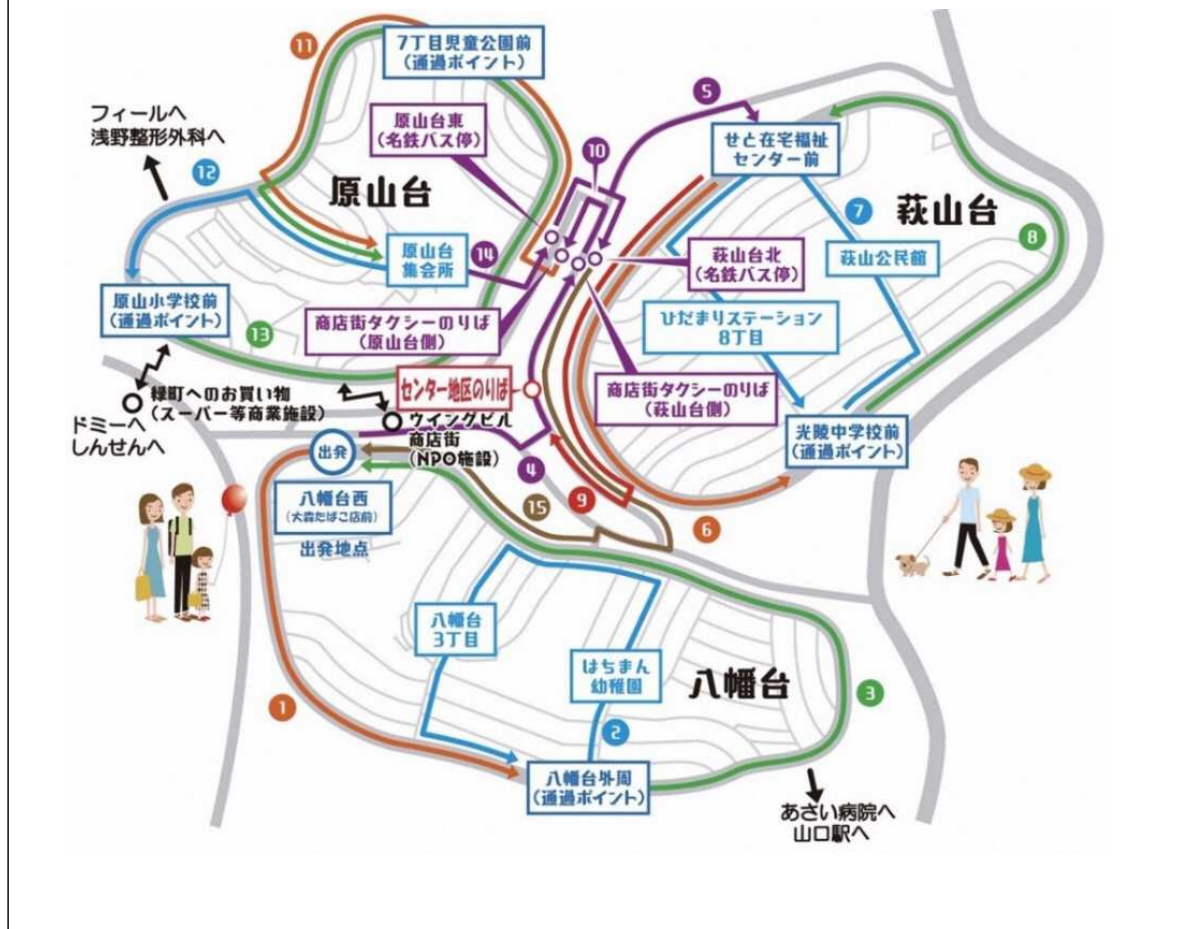 11
7丁目児童公園前
(通過ポイント)
5
フィールへ
浅野整形外科へ
原山台東
(名鉄バス停)
せと在宅福祉
センター前
10
12
原山台
7
萩山台
8
原山台
集会所
14
萩山台北
(名鉄バス停)
萩山公民館
原山小学校前
(通過ポイント)
13
商店街タクシーのりば
(原山台側)
ひだまりステーション
8丁目
センター地区のりば
商店街タクシーのりば
(萩山台側)
緑町へのお買い物
(スーパー等商業施設)
ドミーへ
しんせんへ
ウイングビル
商店街
(NPO施設)
光陵中学校前
(通過ポイント)
出発
4
八幡台西
(大森たばこ店前)
出発地点
15
9
6
八幡台
3丁目
はちまん
幼稚園
八幡台
3
1
2
八幡台外周
(通過ポイント)
あさい病院へ
山口駅へ